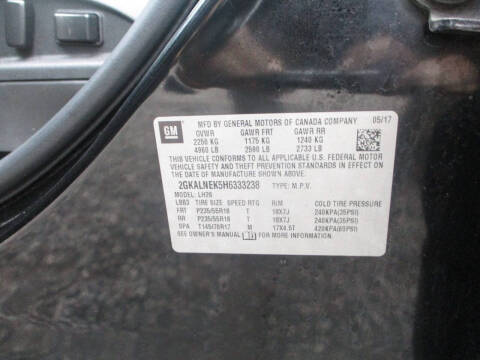 GM
MFD BY GENERAL MOTORS OF CANADA COMPANY 05/17
GVWR GAWR FRT GAWR RR
2250 KG 1175 KG 1240 KG
4960 LB 2590 LB 2733 LB
THIS VEHICLE CONFORMS TO ALL APPLICABLE U.S. FEDERAL MOTOR
VEHICLE SAFETY AND THEFT PREVENTION STANDARDS IN EFFECT ON THE DATE OF
MANUFACTURE SHOWN ABOVE.
2GKALNEK5H6333238 TYPE: M.P.V.
MODEL: LH26
LBB3 TIRE SIZE SPEED RTG RIM COLD TIRE PRESSURE
FRT P235/55R18 T 18X7J 240KPA(35PSI)
RR P235/55R18 T 18X7J 240KPA(35PSI)
SPA T145/70R17 M 17X4.5T 420KPA(60PSI)
SEE OWNER'S MANUAL FOR MORE INFORMATION.